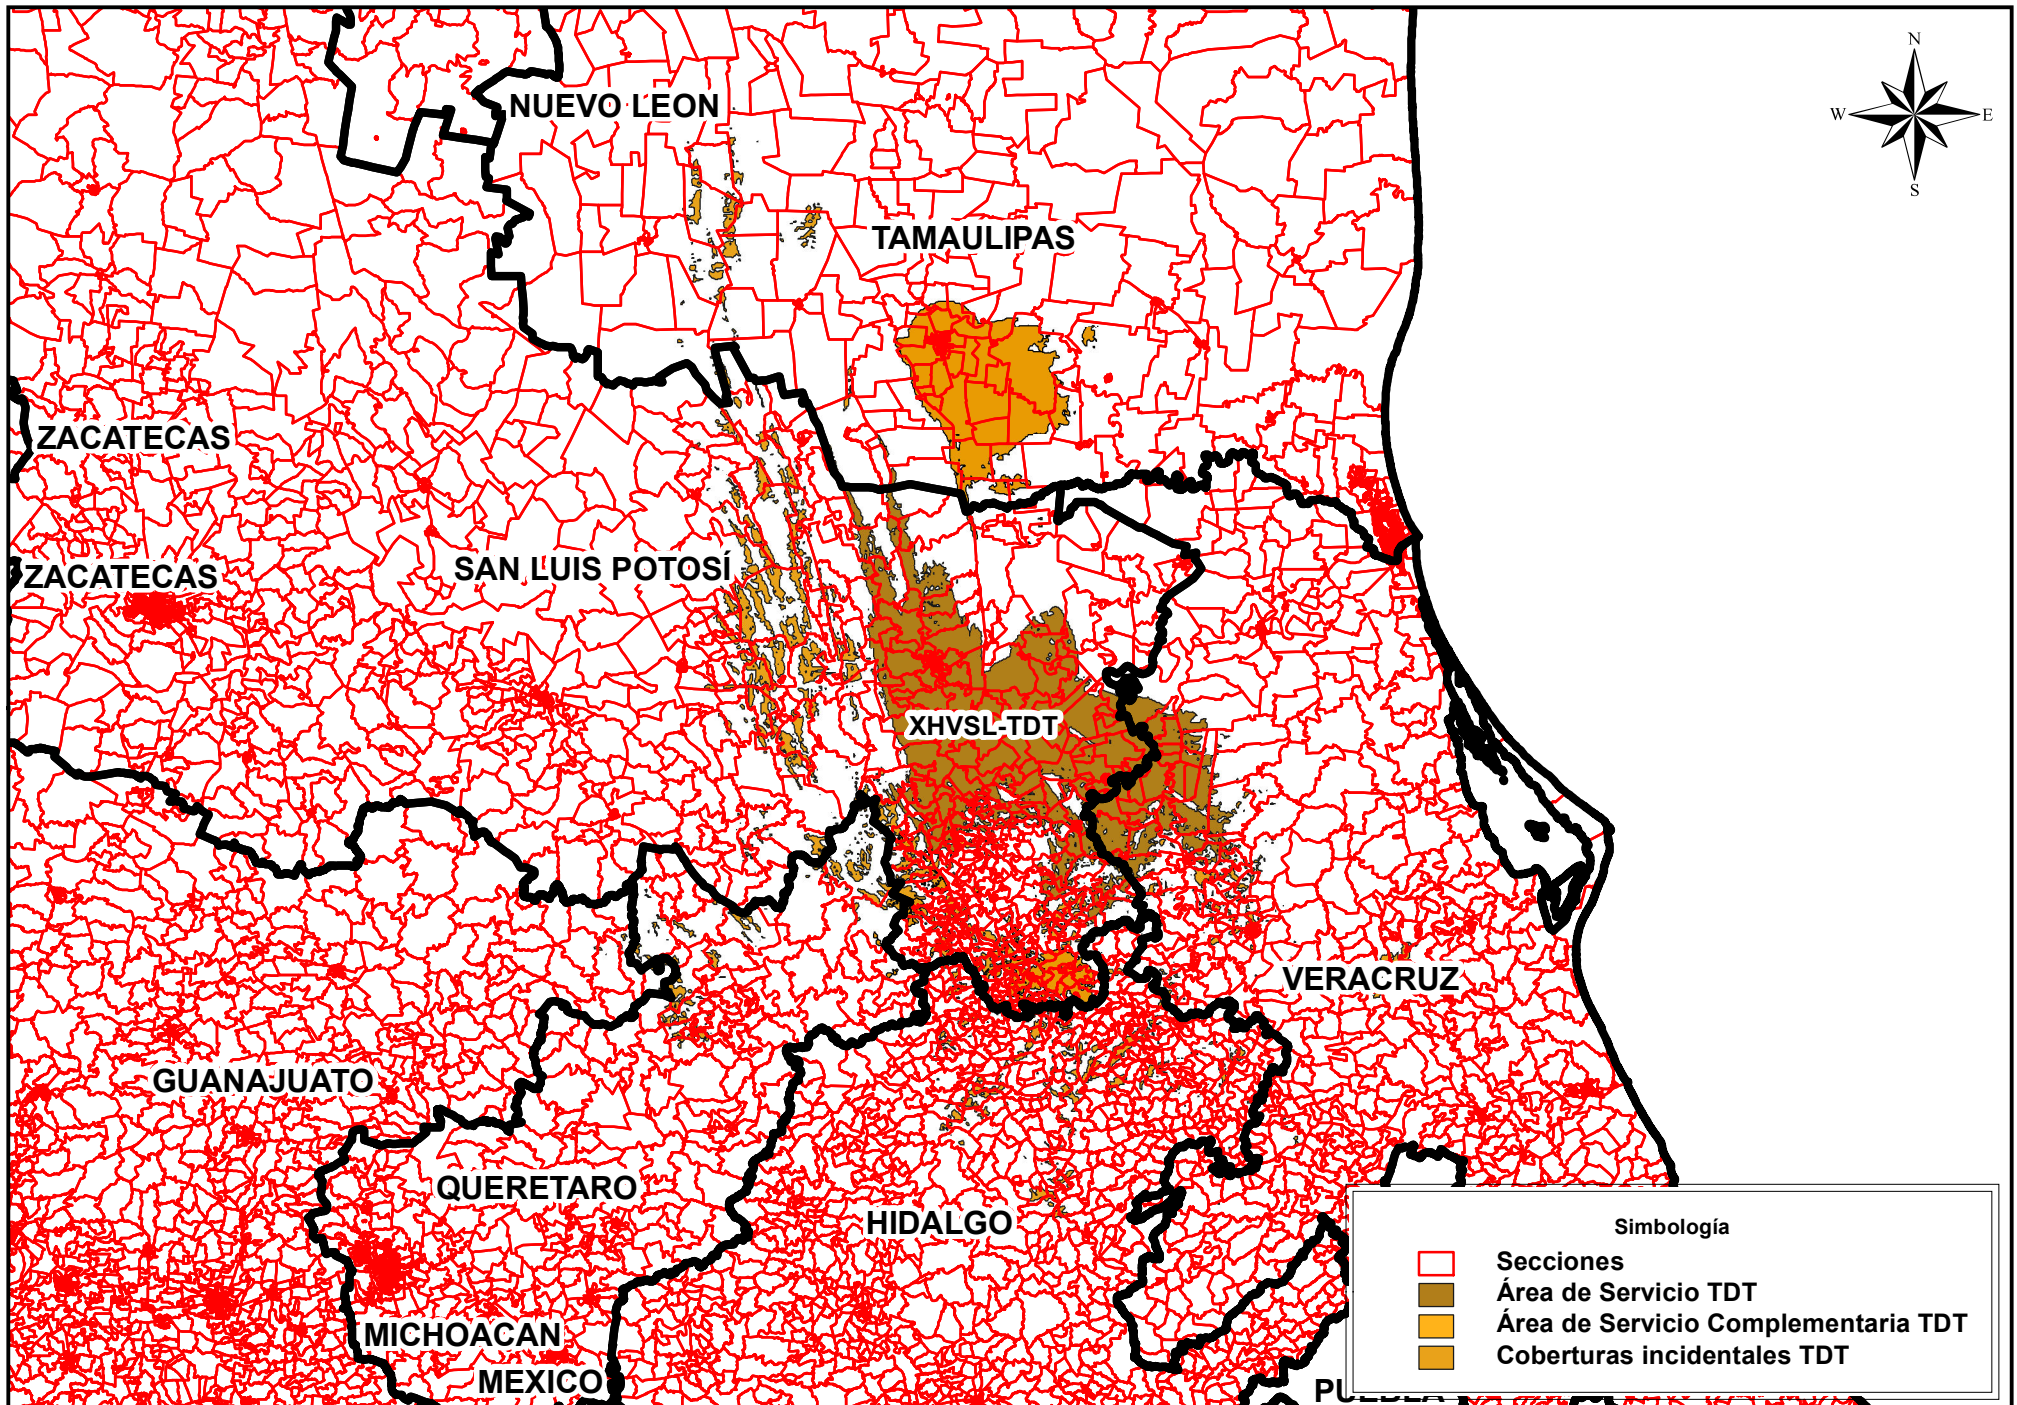 N
NUEVO LEON
W
E
S
TAMAULIPAS
ZACATECAS
SAN LUIS POTOSÍ
ZACATECAS
XHVSL-TDT
VERACRUZ
GUANAJUATO
QUERETARO
HIDALGO
Simbología
Secciones
Área de Servicio TDT
Área de Servicio Complementaria TDT
Coberturas incidentales TDT
MICHOACAN
MEXICO
PUEBLA